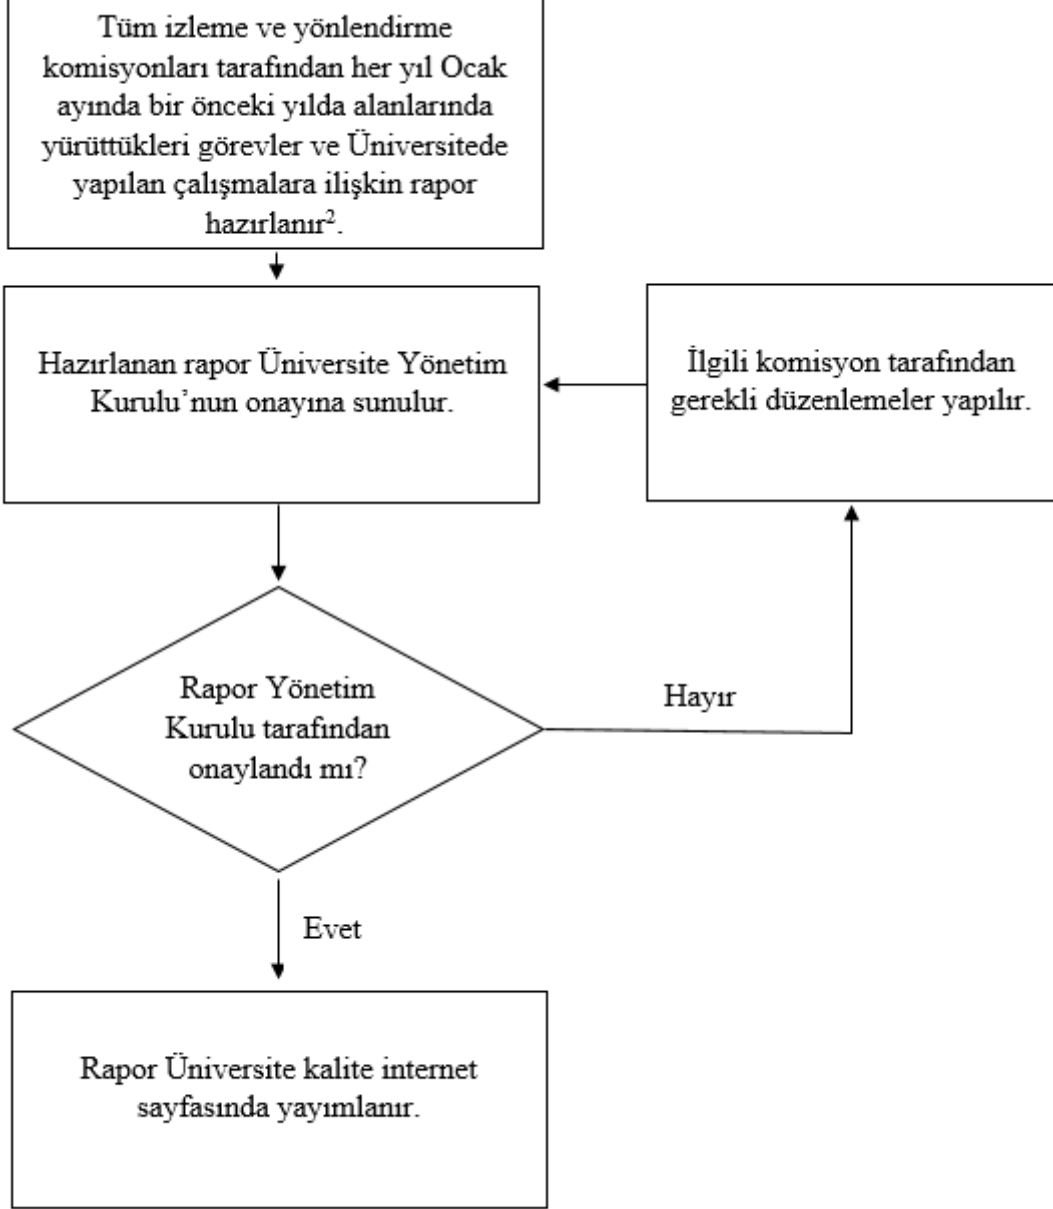 Tüm izleme ve yönlendirme
komisyonları tarafından her yıl Ocak
ayında bir önceki yılda alanlarında
yürüttükleri görevler ve Üniversitede
yapılan çalışmalara ilişkin rapor
hazırlanır².
Hazırlanan rapor Üniversite Yönetim
Kurulu’nun onayına sunulur.
İlgili komisyon tarafından
gerekli düzenlemeler yapılır.
Rapor Yönetim
Kurulu tarafından
onaylandı mı?
Hayır
Evet
Rapor Üniversite kalite internet
sayfasında yayımlanır.